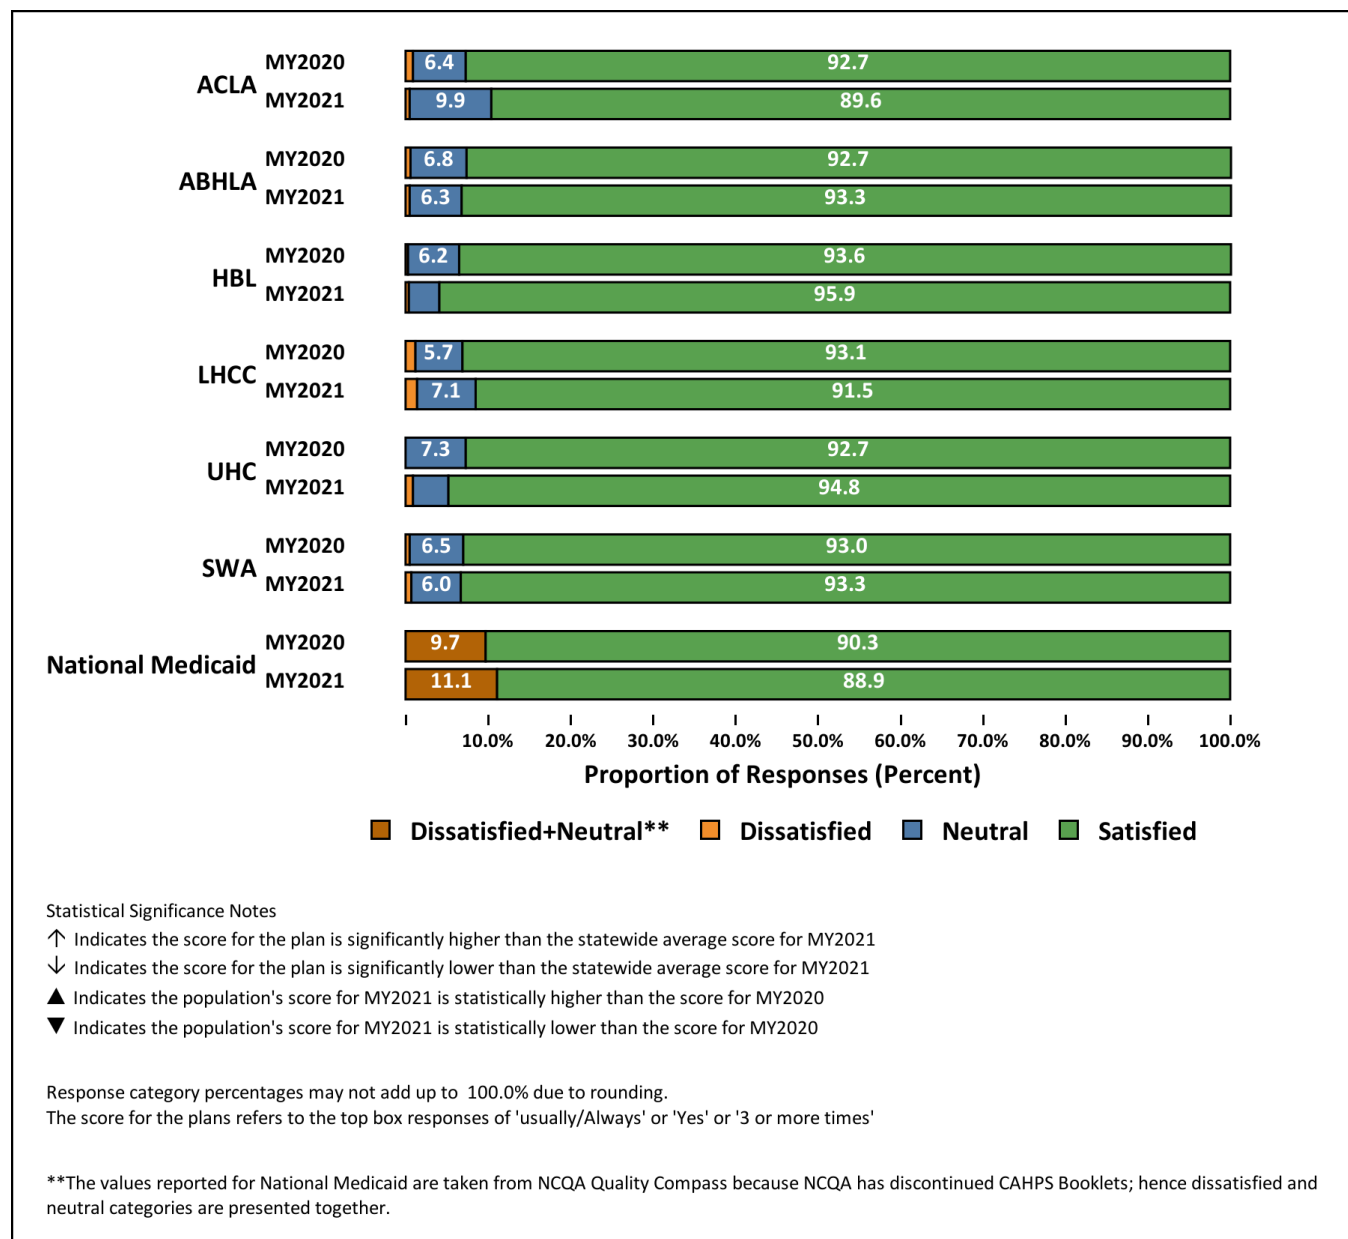 ACLA
MY2020 6.4 92.7
MY2021 9.9 89.6
ABHLA
MY2020 6.8 92.7
MY2021 6.3 93.3
HBL
MY2020 6.2 93.6
MY2021 95.9
LHCC
MY2020 5.7 93.1
MY2021 7.1 91.5
UHC
MY2020 7.3 92.7
MY2021 94.8
SWA
MY2020 6.5 93.0
MY2021 6.0 93.3
National Medicaid
MY2020 9.7 90.3
MY2021 11.1 88.9
10.0% 20.0% 30.0% 40.0% 50.0% 60.0% 70.0% 80.0% 90.0% 100.0%
Proportion of Responses (Percent)
Dissatisfied+Neutral** Dissatisfied Neutral Satisfied
Statistical Significance Notes
↑ Indicates the score for the plan is significantly higher than the statewide average score for MY2021
↓ Indicates the score for the plan is significantly lower than the statewide average score for MY2021
▲ Indicates the population's score for MY2021 is statistically higher than the score for MY2020
▼ Indicates the population's score for MY2021 is statistically lower than the score for MY2020
Response category percentages may not add up to 100.0% due to rounding.
The score for the plans refers to the top box responses of 'usually/Always' or 'Yes' or '3 or more times'
**The values reported for National Medicaid are taken from NCQA Quality Compass because NCQA has discontinued CAHPS Booklets; hence dissatisfied and
neutral categories are presented together.